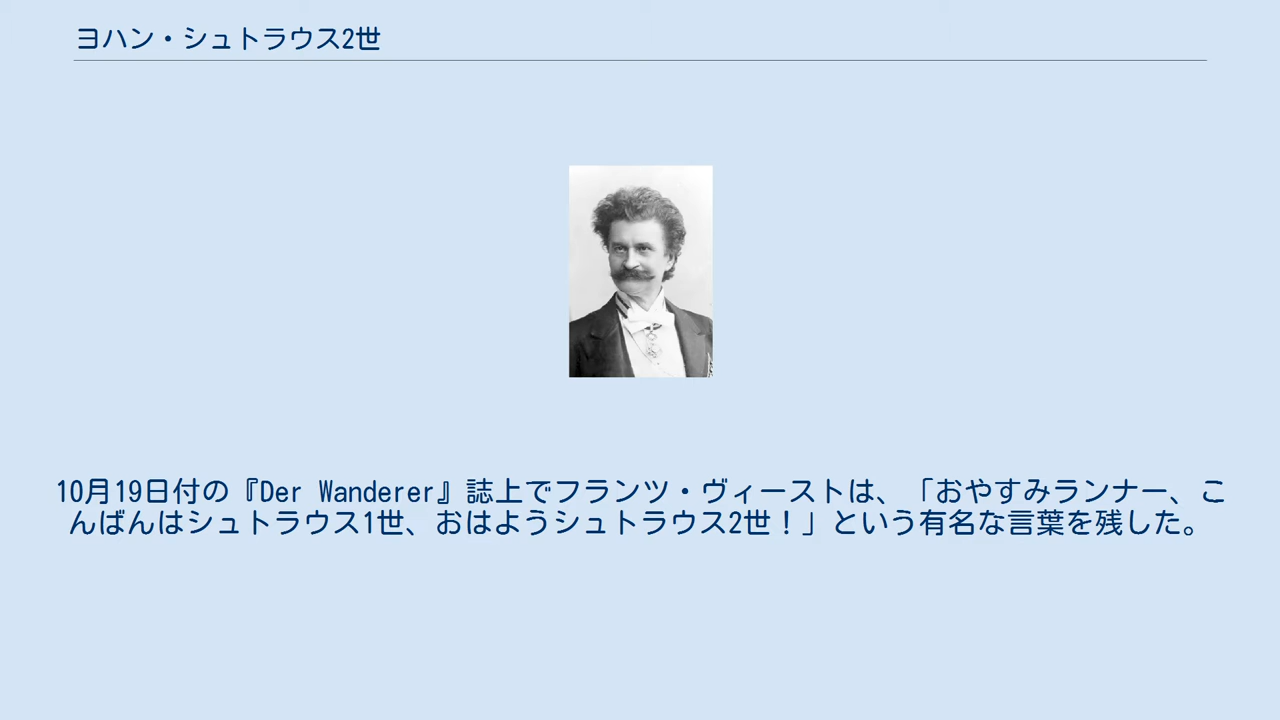 ヨハン・シュトラウス2世
10月19日付の『Der Wanderer』誌上でフランツ・ヴィーストは、「おやすみランナー、こ
んばんはシュトラウス1世、おはようシュトラウス2世！」という有名な言葉を残した。